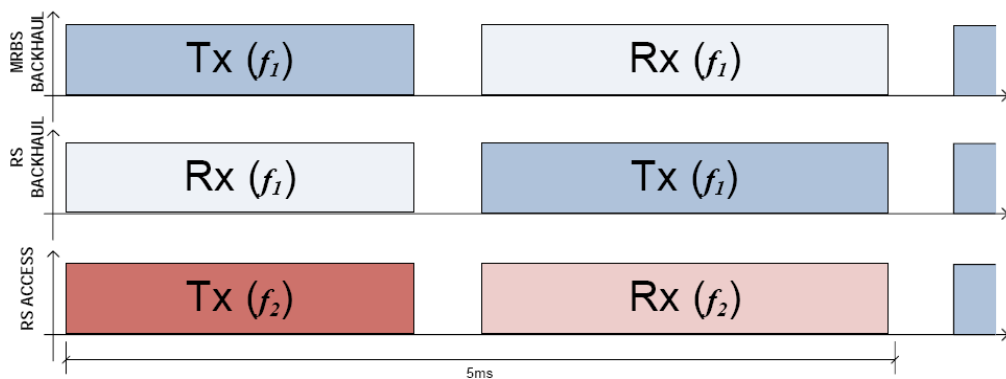 MRBS
BACKHAUL
Tx (f1)
Rx (f1)
RS
BACKHAUL
Rx (f1)
Tx (f1)
RS ACCESS
Tx (f2)
Rx (f2)
5ms